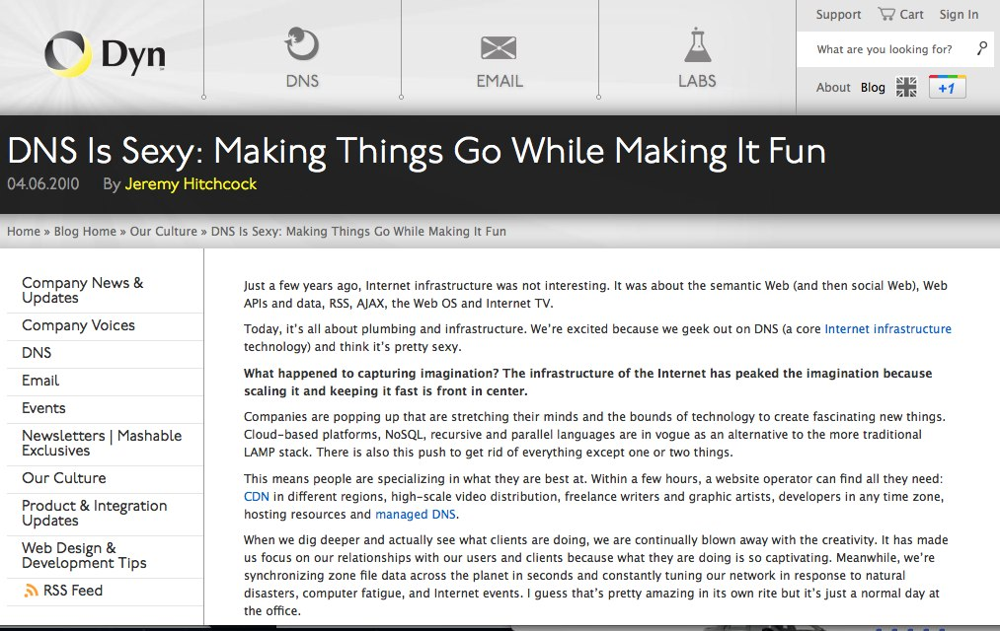 Support Cart Sign In
Dyn
DNS
EMAIL
LABS
What are you looking for?
About Blog +1
DNS Is Sexy: Making Things Go While Making It Fun
04.06.2010 By Jeremy Hitchcock
Home » Blog Home » Our Culture » DNS Is Sexy: Making Things Go While Making It Fun
Company News &
Updates
Company Voices
DNS
Email
Events
Newsletters | Mashable
Exclusives
Our Culture
Product & Integration
Updates
Web Design &
Development Tips
RSS Feed
Just a few years ago, Internet infrastructure was not interesting. It was about the semantic Web (and then social Web), Web
APIs and data, RSS, AJAX, the Web OS and Internet TV.
Today, it's all about plumbing and infrastructure. We're excited because we geek out on DNS (a core Internet infrastructure
technology) and think it's pretty sexy.
What happened to capturing imagination? The infrastructure of the Internet has peaked the imagination because
scaling it and keeping it fast is front in center.
Companies are popping up that are stretching their minds and the bounds of technology to create fascinating new things.
Cloud-based platforms, NoSQL, recursive and parallel languages are in vogue as an alternative to the more traditional
LAMP stack. There is also this push to get rid of everything except one or two things.
This means people are specializing in what they are best at. Within a few hours, a website operator can find all they need:
CDN in different regions, high-scale video distribution, freelance writers and graphic artists, developers in any time zone,
hosting resources and managed DNS.
When we dig deeper and actually see what clients are doing, we are continually blown away with the creativity. It has made
us focus on our relationships with our users and clients because what they are doing is so captivating. Meanwhile, we're
synchronizing zone file data across the planet in seconds and constantly tuning our network in response to natural
disasters, computer fatigue, and Internet events. I guess that's pretty amazing in its own rite but it's just a normal day at
the office.